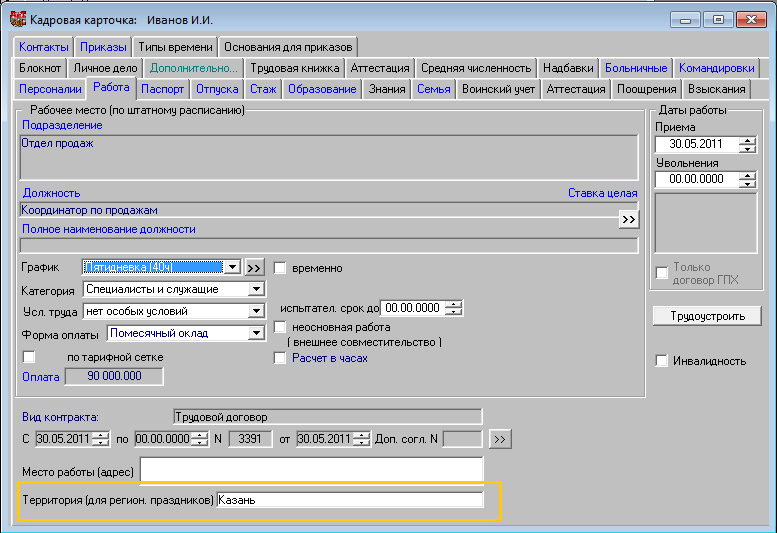 Кадровая карточка: Иванов И.И.
Контакты Приказы Типы времени Основания для приказов
Блокнот Личное дело Дополнительно... Трудовая книжка Аттестация Средняя численность Надбавки Больничные Командировки
Персоналии Работа Паспорт Отпуска Стаж Образование Знания Семья Воинский учет Аттестация Поощрения Взыскания
Рабочее место (по штатному расписанию)
Подразделение
Отдел продаж
Должность Ставка целая
Координатор по продажам
>>
Полное наименование должности
График Пятидневка (40ч) >> временно
Категория Специалисты и служащие
Усл. труда нет особых условий испытател. срок до 00.00.0000
Форма оплаты Помесячный оклад неосновная работа
( внешнее совместительство )
по тарифной сетке Расчет в часах
Оплата 90 000.000
Даты работы
Приема
30.05.2011
Увольнения
00.00.0000
Только
договор ГПХ
Трудоустроить
Инвалидность
Вид контракта: Трудовой договор
С 30.05.2011 по 00.00.0000 N 3391 от 30.05.2011 Доп. согл. N >>
Место работы (адрес)
Территория (для регион. праздников) Казань